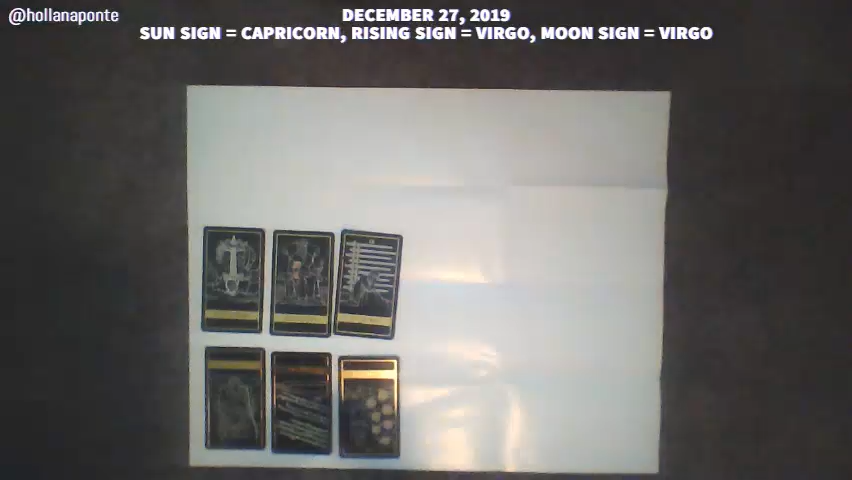 @hollanaponte
DECEMBER 27, 2019
SUN SIGN = CAPRICORN, RISING SIGN = VIRGO, MOON SIGN = VIRGO